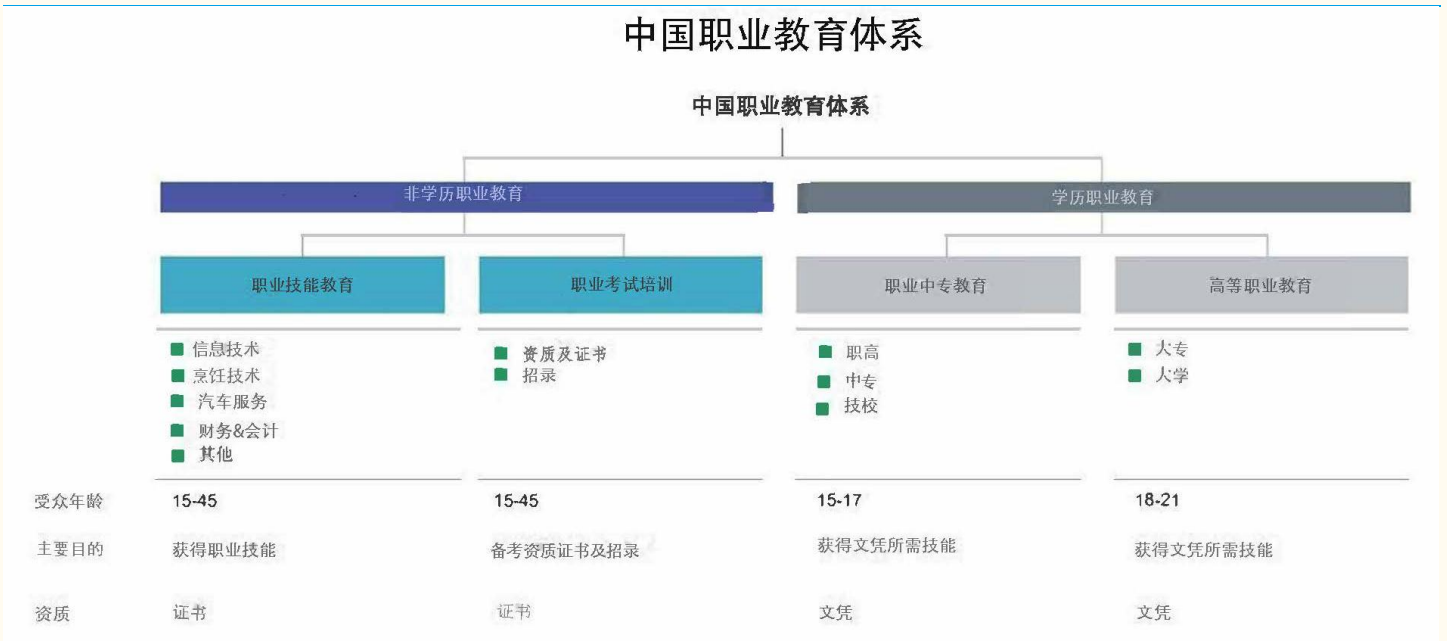 中国职业教育体系
中国职业教育体系
非学历职业教育
学历职业教育
职业技能教育
职业考试培训
职业中专教育
高等职业教育
信息技术
烹饪技术
汽车服务
财务&会计
其他
资质及证书
招录
职高
中专
技校
大专
大学
受众年龄 15-45 15-45 15-17 18-21
主要目的 获得职业技能 备考资质证书及招录 获得文凭所需技能 获得文凭所需技能
资质 证书 证书 文凭 文凭